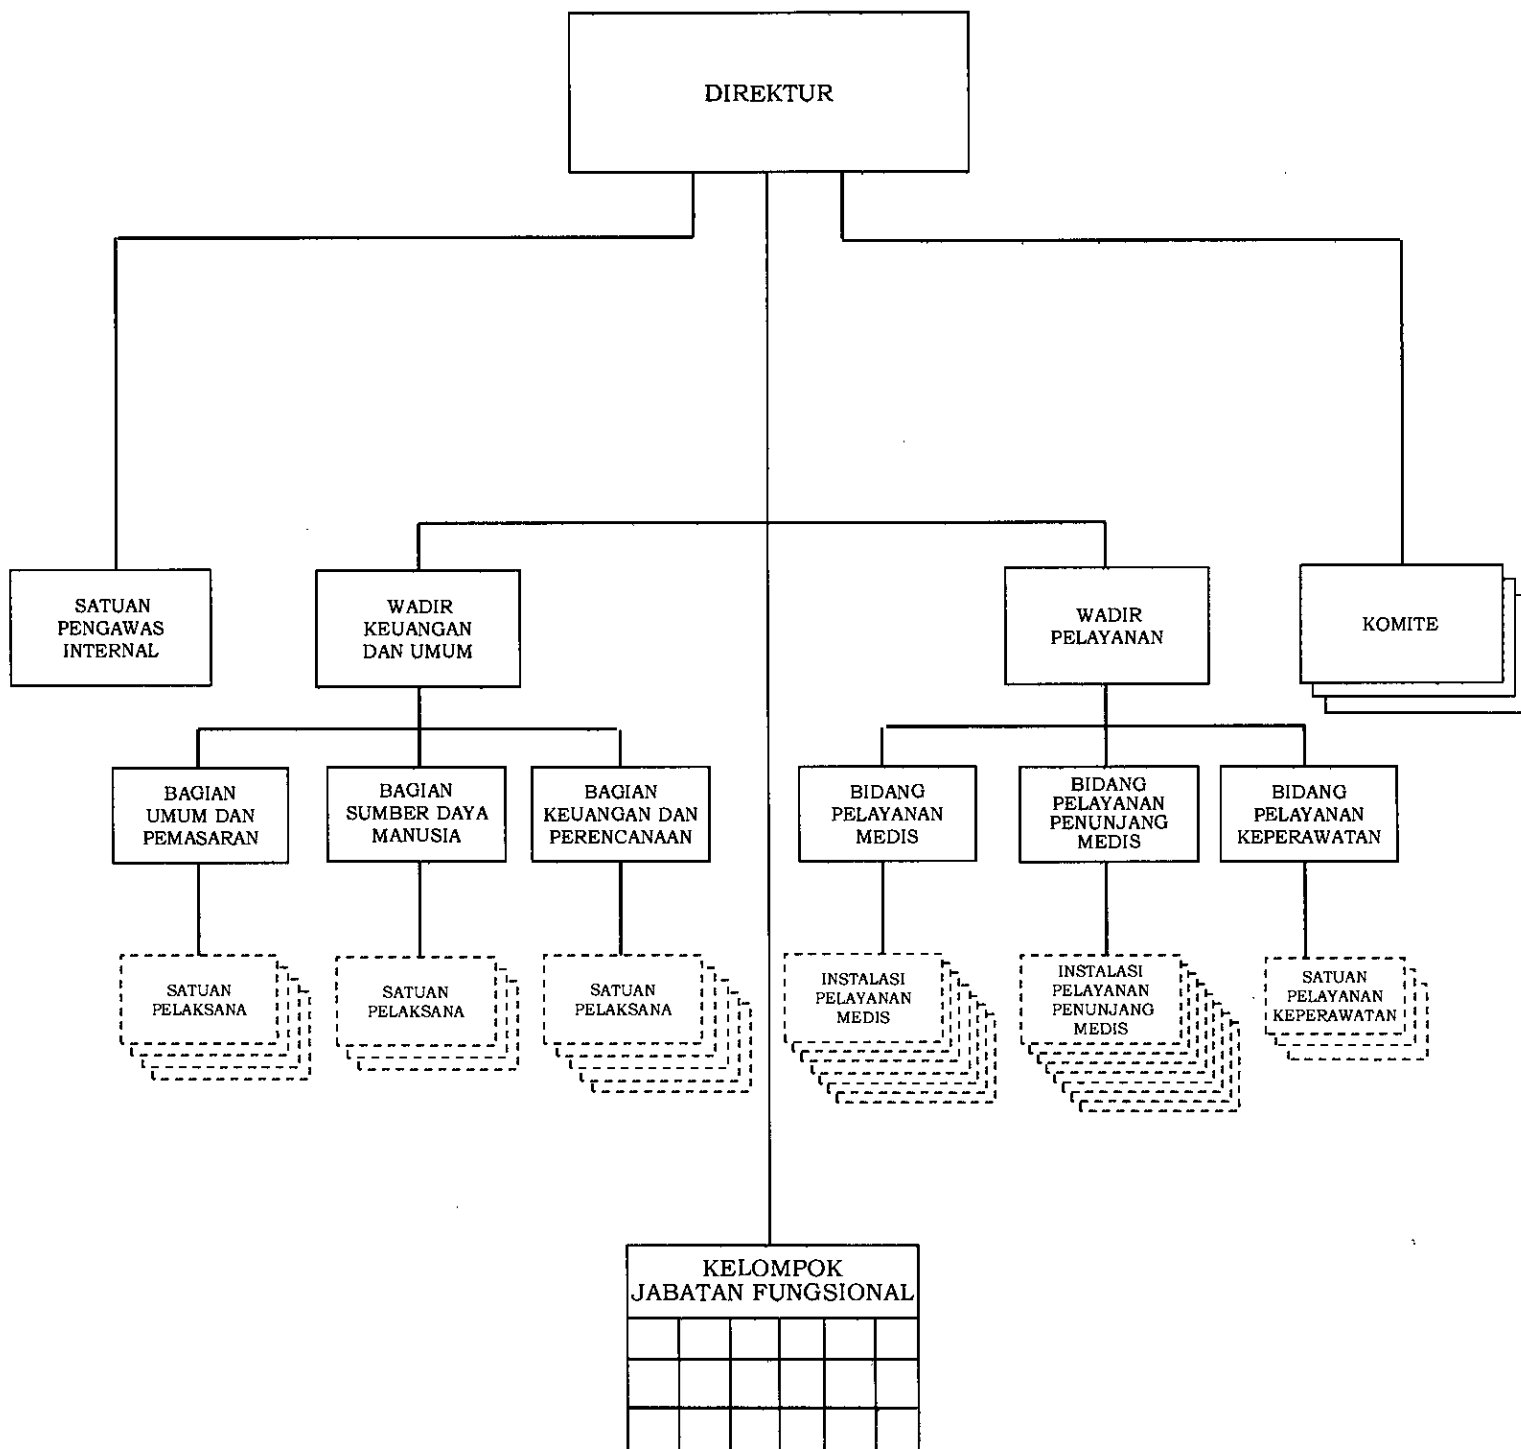 DIREKTUR
SATUAN
PENGAWAS
INTERNAL
WADIR
KEUANGAN
DAN UMUM
WADIR
PELAYANAN
KOMITE
BAGIAN
UMUM DAN
PEMASARAN
BAGIAN
SUMBER DAYA
MANUSIA
BAGIAN
KEUANGAN DAN
PERENCANAAN
BIDANG
PELAYANAN
MEDIS
BIDANG
PELAYANAN
PENUNJANG
MEDIS
BIDANG
PELAYANAN
KEPERAWATAN
SATUAN
PELAKSANA
SATUAN
PELAKSANA
SATUAN
PELAKSANA
INSTALASI
PELAYANAN
MEDIS
INSTALASI
PELAYANAN
PENUNJANG
MEDIS
SATUAN
PELAYANAN
KEPERAWATAN
KELOMPOK
JABATAN FUNGSIONAL